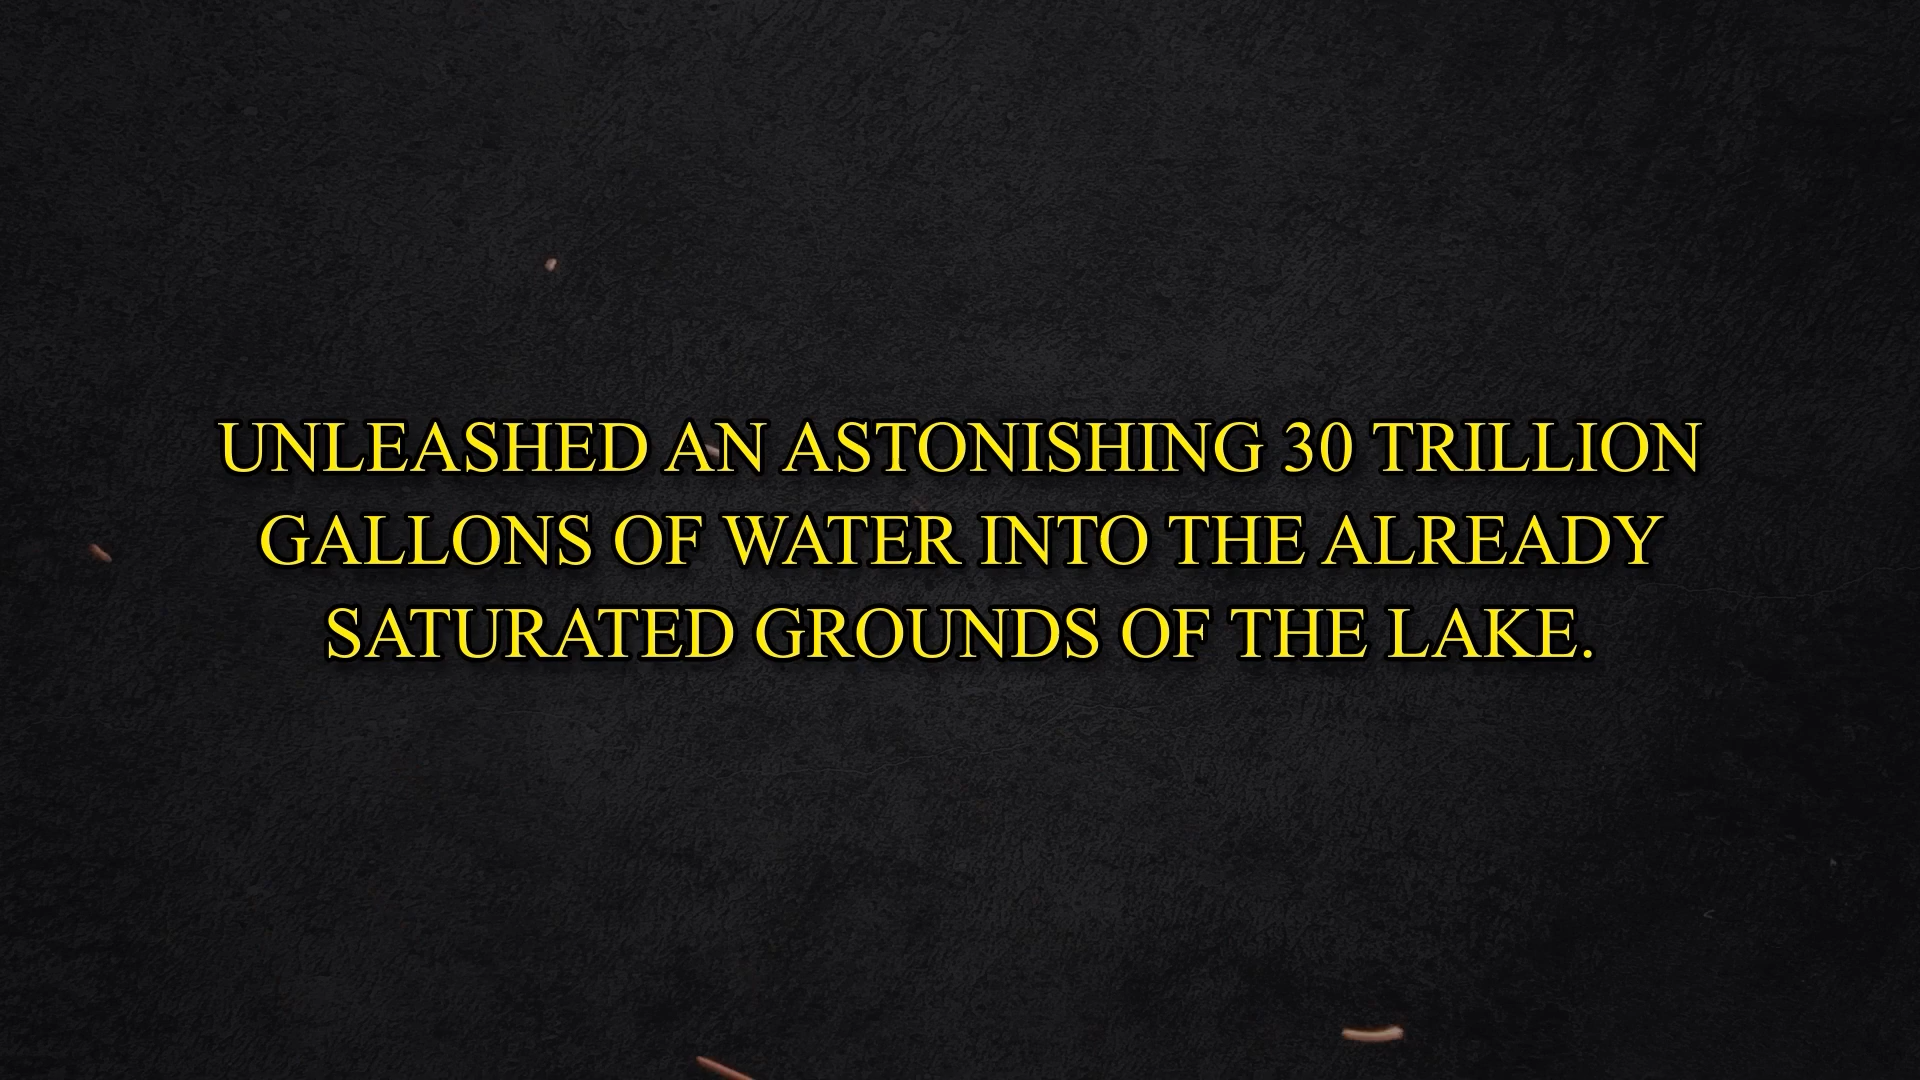 UNLEASHED AN ASTONISHING 30 TRILLION
GALLONS OF WATER INTO THE ALREADY
SATURATED GROUNDS OF THE LAKE.